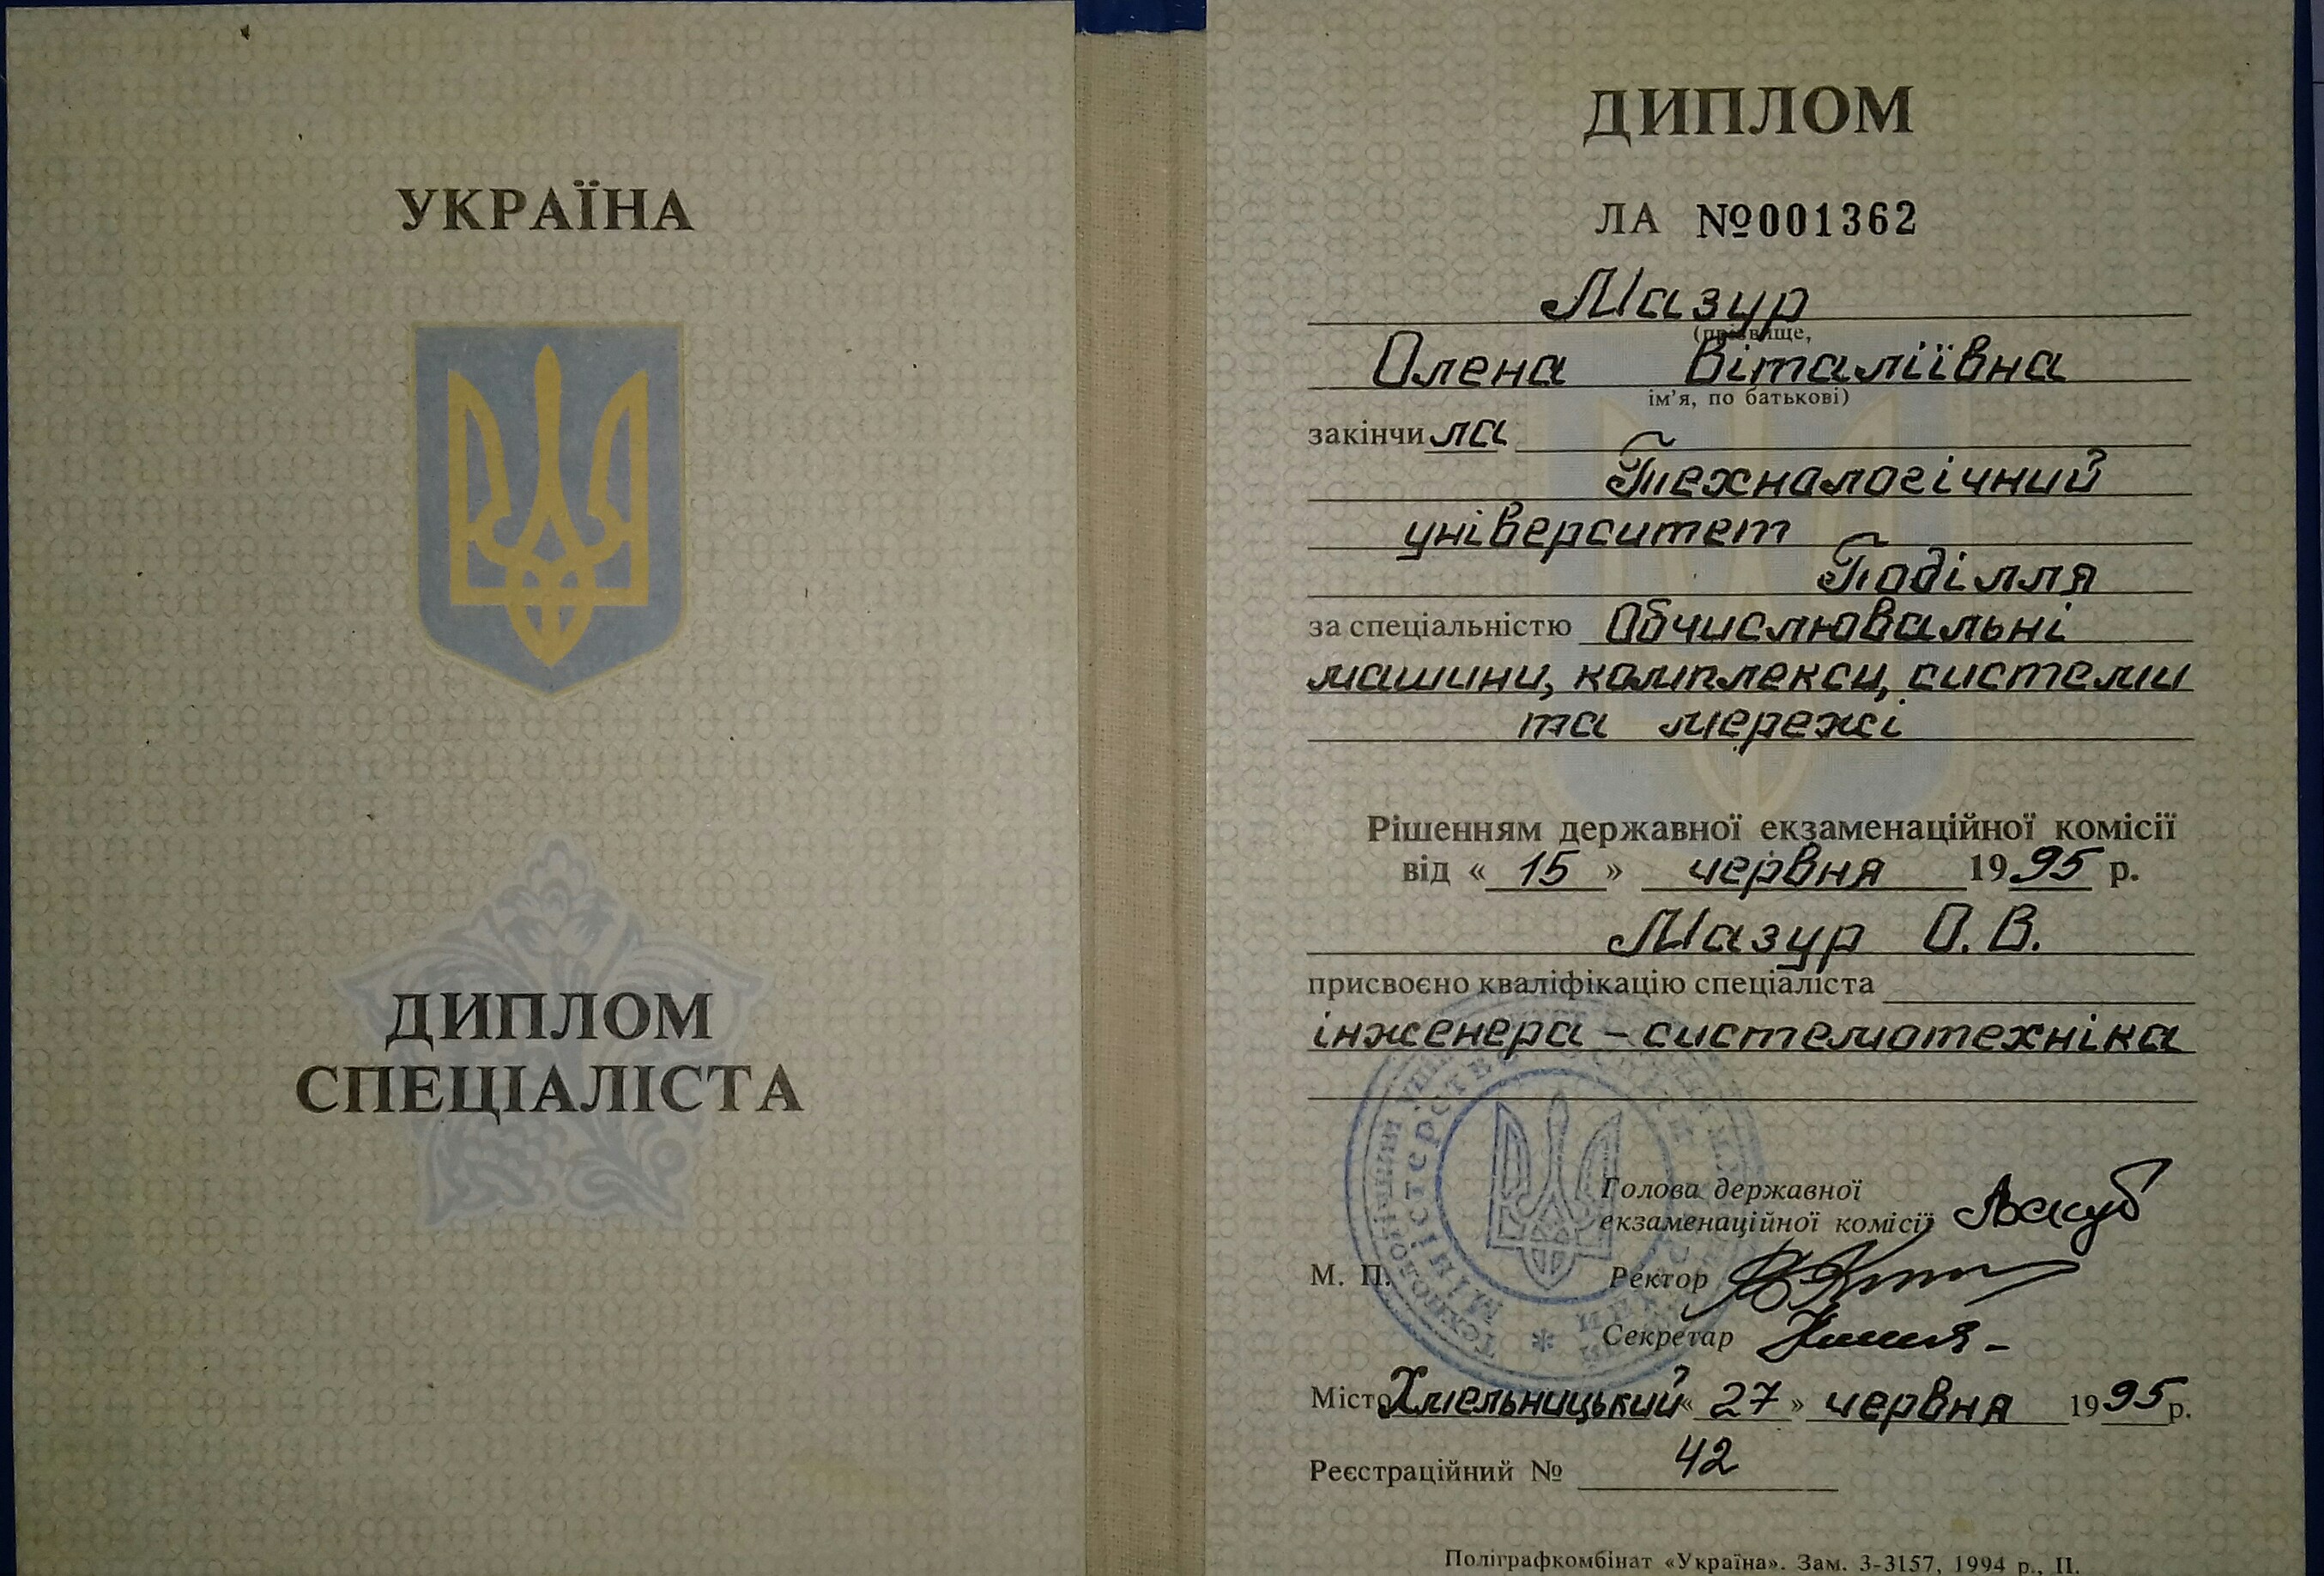 УКРАЇНА
ДИПЛОМ
СПЕЦІАЛІСТА
ДИПЛОМ
ЛА №001362
Мазур
(прізвище,
Олена Віталіївна
ім'я, по батькові)
закінчила
Технологічний
університет
Поділля
за спеціальністю Обчислювальні
машини, комплекси, системи
та мережі
Рішенням державної екзаменаційної комісії
від «15» червня 1995 р.
Мазур О. В.
присвоєно кваліфікацію спеціаліста
інженера – системотехніка
Голова державної
екзаменаційної комісії
М. П.
Ректор
Секретар
Місто Хмельницький «27» червня 1995 р.
Реєстраційний № 42
Поліграфкомбінат «Україна». Зам. 3-3157, 1994 р., II.